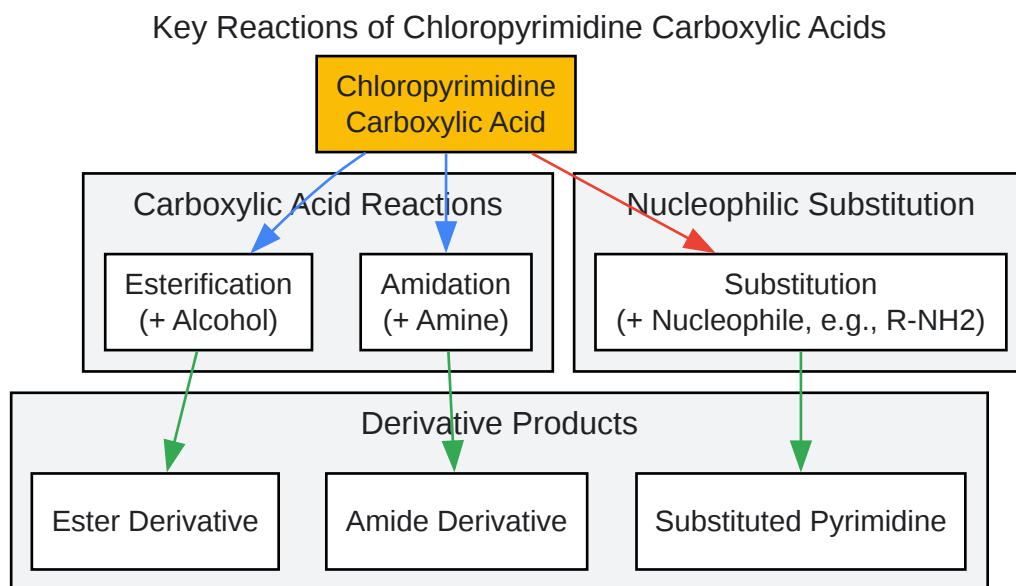 Key Reactions of Chloropyrimidine Carboxylic Acids
Chloropyrimidine
Carboxylic Acid
Carboxylic Acid Reactions
Nucleophilic Substitution
Esterification
(+ Alcohol)
Amidation
(+ Amine)
Substitution
(+ Nucleophile, e.g., R-NH2)
Derivative Products
Ester Derivative
Amide Derivative
Substituted Pyrimidine